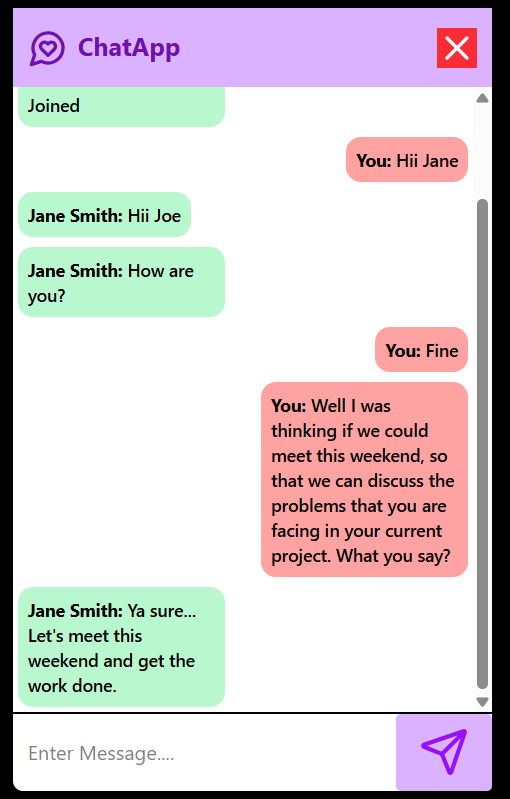 ChatApp
Joined
You: Hii Jane
Jane Smith: Hii Joe
Jane Smith: How are
you?
You: Fine
You: Well I was
thinking if we could
meet this weekend, so
that we can discuss the
problems that you are
facing in your current
project. What you say?
Jane Smith: Ya sure...
Let's meet this
weekend and get the
work done.
Enter Message....